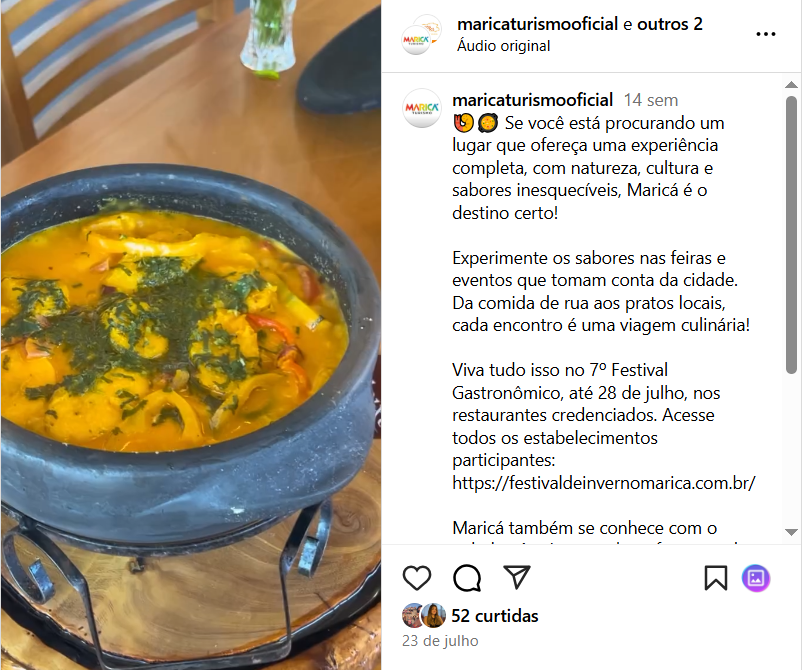 maricaturismooficial e outros 2
Áudio original
MARICÁ
TURISMO
maricaturismooficial 14 sem
Se você está procurando um
lugar que ofereça uma experiência
completa, com natureza, cultura e
sabores inesquecíveis, Maricá é o
destino certo!
Experimente os sabores nas feiras e
eventos que tomam conta da cidade.
Da comida de rua aos pratos locais,
cada encontro é uma viagem culinária!
Viva tudo isso no 7º Festival
Gastronômico, até 28 de julho, nos
restaurantes credenciados. Acesse
todos os estabelecimentos
participantes:
https://festivaldeinvernomarica.com.br/
Maricá também se conhece com o
52 curtidas
23 de julho